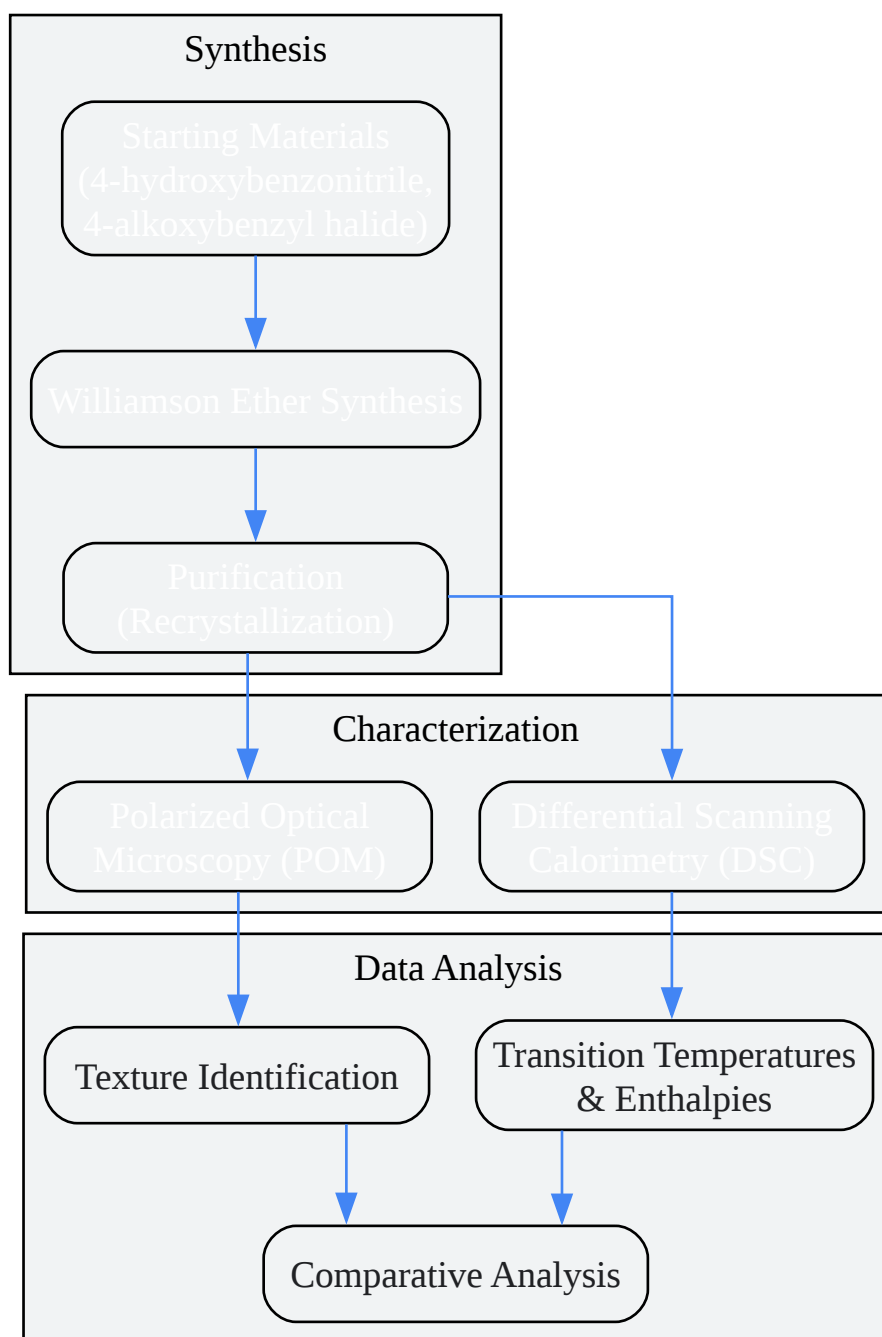 Synthesis
Starting Materials
(4-hydroxybenzonitrile,
4-alkoxybenzyl halide)
Williamson Ether Synthesis
Purification
(Recrystallization)
Characterization
Polarized Optical
Microscopy (POM)
Differential Scanning
Calorimetry (DSC)
Data Analysis
Texture Identification
Transition Temperatures
& Enthalpies
Comparative Analysis